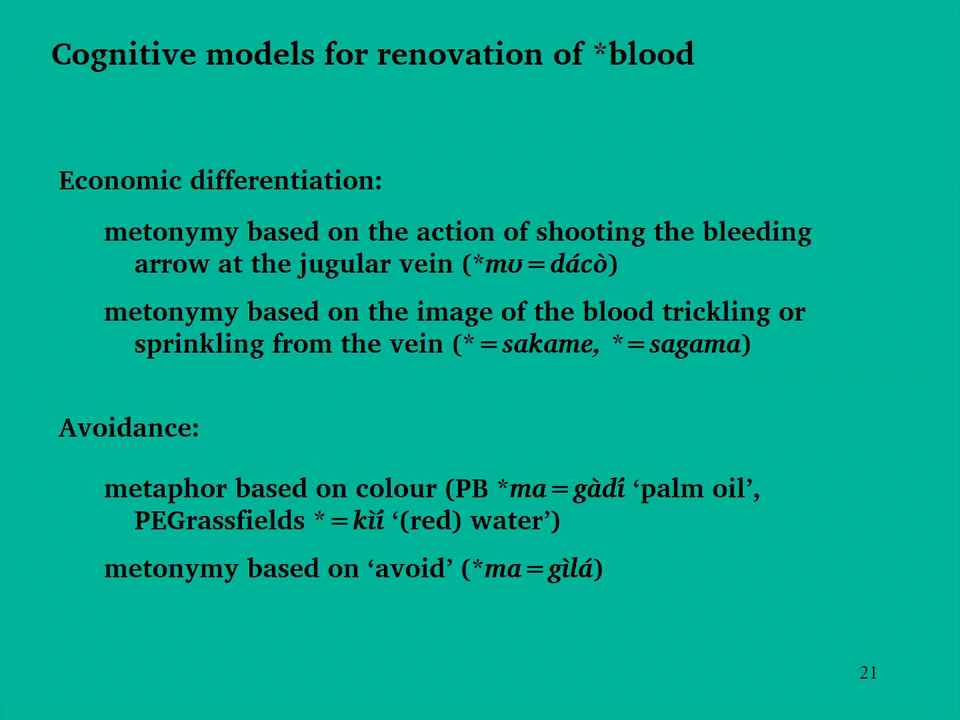 Cognitive models for renovation of *blood
Economic differentiation:
metonymy based on the action of shooting the bleeding
arrow at the jugular vein (*mʊ=dácò)
metonymy based on the image of the blood trickling or
sprinkling from the vein (*=sakame, *=sagama)
Avoidance:
metaphor based on colour (PB *ma=gàdí ‘palm oil’,
PEGrassfields *=kìí ‘(red) water’)
metonymy based on ‘avoid’ (*ma=gìlá)
21